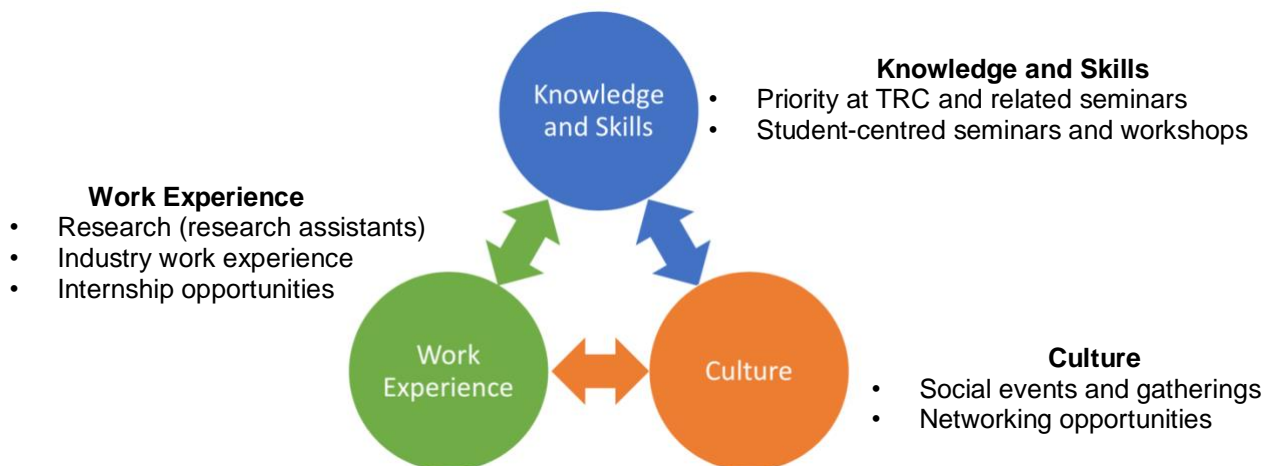 Knowledge
and Skills
Knowledge and Skills
• Priority at TRC and related seminars
• Student-centred seminars and workshops
Work Experience
• Research (research assistants)
• Industry work experience
• Internship opportunities
Work
Experience
Culture
Culture
• Social events and gatherings
• Networking opportunities